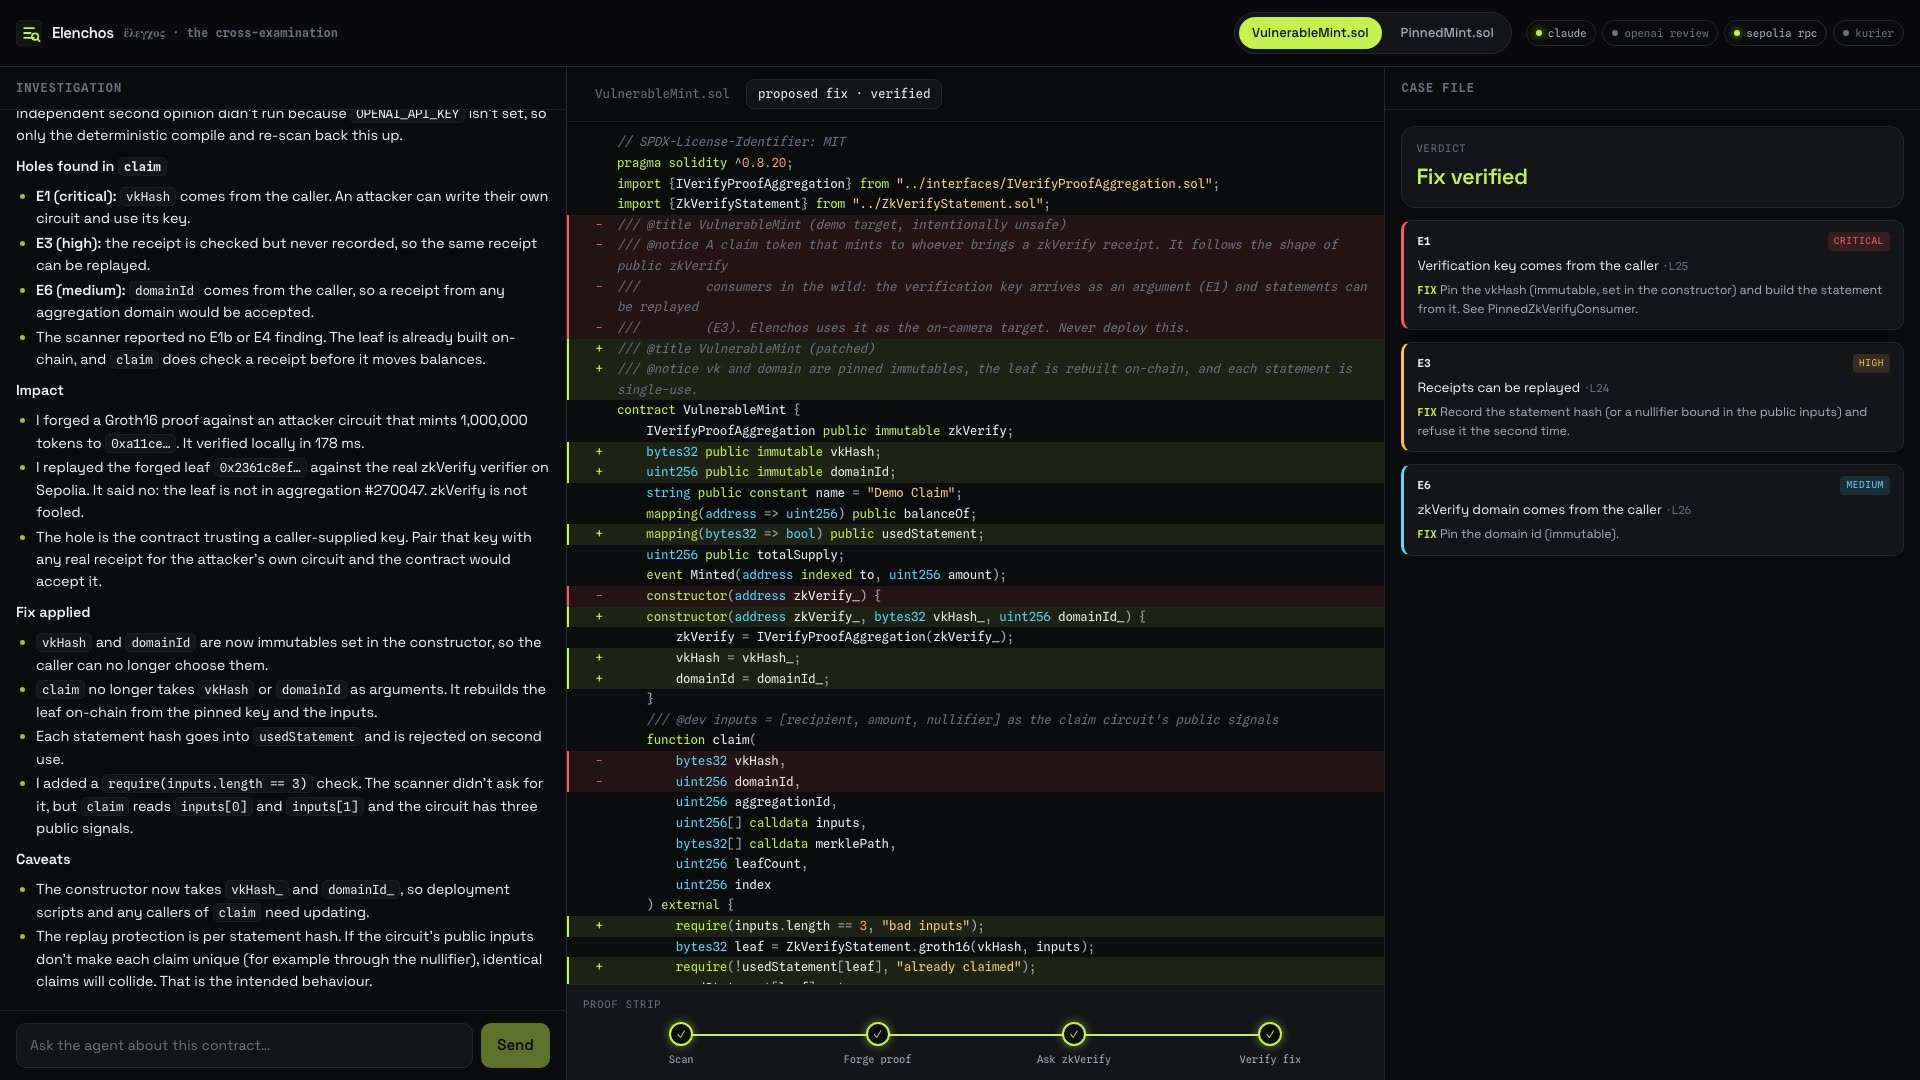 Elenchos ἔλεγχος · the cross-examination
VulnerableMint.sol PinnedMint.sol
claude openai review sepolia rpc kurier
INVESTIGATION
independent second opinion didn't run because OPENAI_API_KEY isn't set, so
only the deterministic compile and re-scan back this up.
Holes found in claim
E1 (critical): vkHash comes from the caller. An attacker can write their own
circuit and use its key.
E3 (high): the receipt is checked but never recorded, so the same receipt
can be replayed.
E6 (medium): domainId comes from the caller, so a receipt from any
aggregation domain would be accepted.
The scanner reported no E1b or E4 finding. The leaf is already built on-
chain, and claim does check a receipt before it moves balances.
Impact
I forged a Groth16 proof against an attacker circuit that mints 1,000,000
tokens to 0xa11ce… . It verified locally in 178 ms.
I replayed the forged leaf 0x2361c8ef… against the real zkVerify verifier on
Sepolia. It said no: the leaf is not in aggregation #270047. zkVerify is not
fooled.
The hole is the contract trusting a caller-supplied key. Pair that key with
any real receipt for the attacker's own circuit and the contract would
accept it.
Fix applied
vkHash and domainId are now immutables set in the constructor, so the
caller can no longer choose them.
claim no longer takes vkHash or domainId as arguments. It rebuilds the
leaf on-chain from the pinned key and the inputs.
Each statement hash goes into usedStatement and is rejected on second
use.
I added a require(inputs.length == 3) check. The scanner didn't ask for
it, but claim reads inputs[0] and inputs[1] and the circuit has three
public signals.
Caveats
The constructor now takes vkHash_ and domainId_, so deployment
scripts and any callers of claim need updating.
The replay protection is per statement hash. If the circuit's public inputs
don't make each claim unique (for example through the nullifier), identical
claims will collide. That is the intended behaviour.
Ask the agent about this contract…
Send
VulnerableMint.sol proposed fix · verified
// SPDX-License-Identifier: MIT
pragma solidity ^0.8.20;
import {IVerifyProofAggregation} from "../interfaces/IVerifyProofAggregation.sol";
import {ZkVerifyStatement} from "../ZkVerifyStatement.sol";
- /// @title VulnerableMint (demo target, intentionally unsafe)
- /// @notice A claim token that mints to whoever brings a zkVerify receipt. It follows the shape of
public zkVerify
- /// consumers in the wild: the verification key arrives as an argument (E1) and statements can
be replayed
- /// (E3). Elenchos uses it as the on-camera target. Never deploy this.
+ /// @title VulnerableMint (patched)
+ /// @notice vk and domain are pinned immutables, the leaf is rebuilt on-chain, and each statement is
single-use.
contract VulnerableMint {
IVerifyProofAggregation public immutable zkVerify;
+ bytes32 public immutable vkHash;
+ uint256 public immutable domainId;
string public constant name = "Demo Claim";
mapping(address => uint256) public balanceOf;
+ mapping(bytes32 => bool) public usedStatement;
uint256 public totalSupply;
event Minted(address indexed to, uint256 amount);
- constructor(address zkVerify_) {
+ constructor(address zkVerify_, bytes32 vkHash_, uint256 domainId_) {
zkVerify = IVerifyProofAggregation(zkVerify_);
+ vkHash = vkHash_;
+ domainId = domainId_;
}
/// @dev inputs = [recipient, amount, nullifier] as the claim circuit's public signals
function claim(
- bytes32 vkHash,
- uint256 domainId,
uint256 aggregationId,
uint256[] calldata inputs,
bytes32[] calldata merklePath,
uint256 leafCount,
uint256 index
) external {
+ require(inputs.length == 3, "bad inputs");
bytes32 leaf = ZkVerifyStatement.groth16(vkHash, inputs);
+ require(!usedStatement[leaf], "already claimed");
PROOF STRIP
Scan Forge proof Ask zkVerify Verify fix
CASE FILE
VERDICT
Fix verified
E1 CRITICAL
Verification key comes from the caller ·L25
FIX Pin the vkHash (immutable, set in the constructor) and build the statement
from it. See PinnedZkVerifyConsumer.
E3 HIGH
Receipts can be replayed ·L24
FIX Record the statement hash (or a nullifier bound in the public inputs) and
refuse it the second time.
E6 MEDIUM
zkVerify domain comes from the caller ·L26
FIX Pin the domain id (immutable).